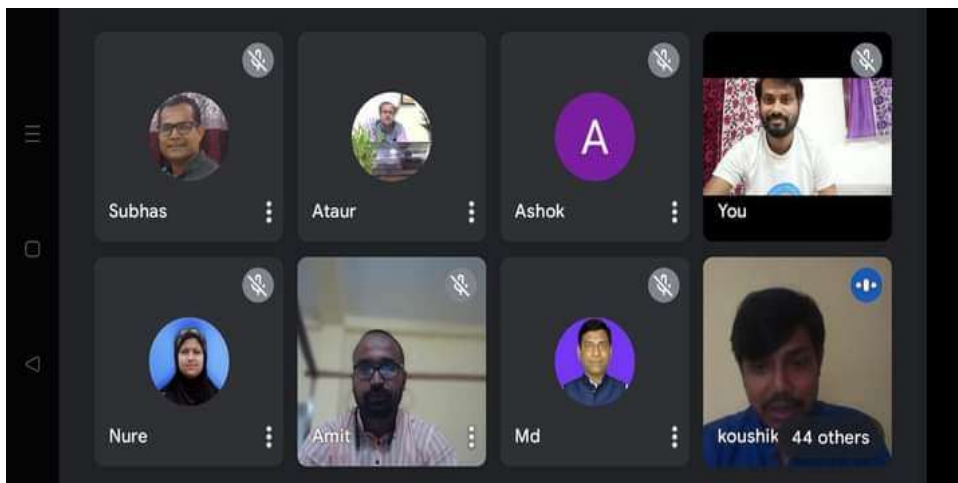 Subhas
Ataur
A
Ashok
You
Nure
Amit
Md
koushik 44 others